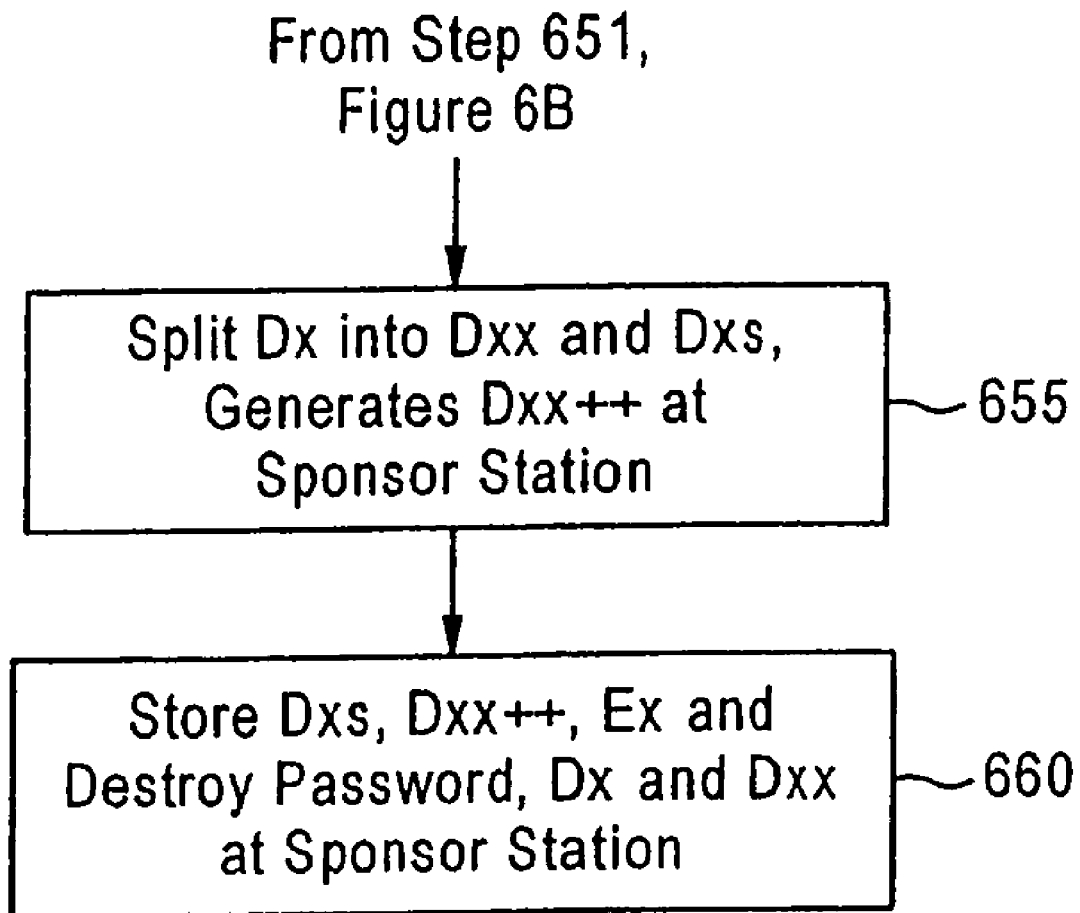 From Step 651,
Figure 6B
Split Dx into Dxx and Dxs,
Generates Dxx++ at
Sponsor Station
655
Store Dxs, Dxx++, Ex and
Destroy Password, Dx and Dxx
at Sponsor Station
660